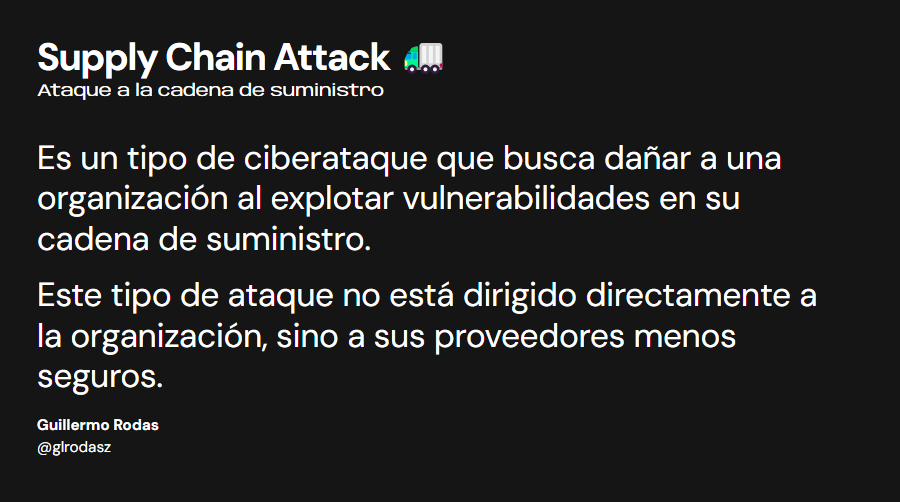 Supply Chain Attack 🚛
Ataque a la cadena de suministro
Es un tipo de ciberataque que busca dañar a una
organización al explotar vulnerabilidades en su
cadena de suministro.
Este tipo de ataque no está dirigido directamente a
la organización, sino a sus proveedores menos
seguros.
Guillermo Rodas
@glrodasz